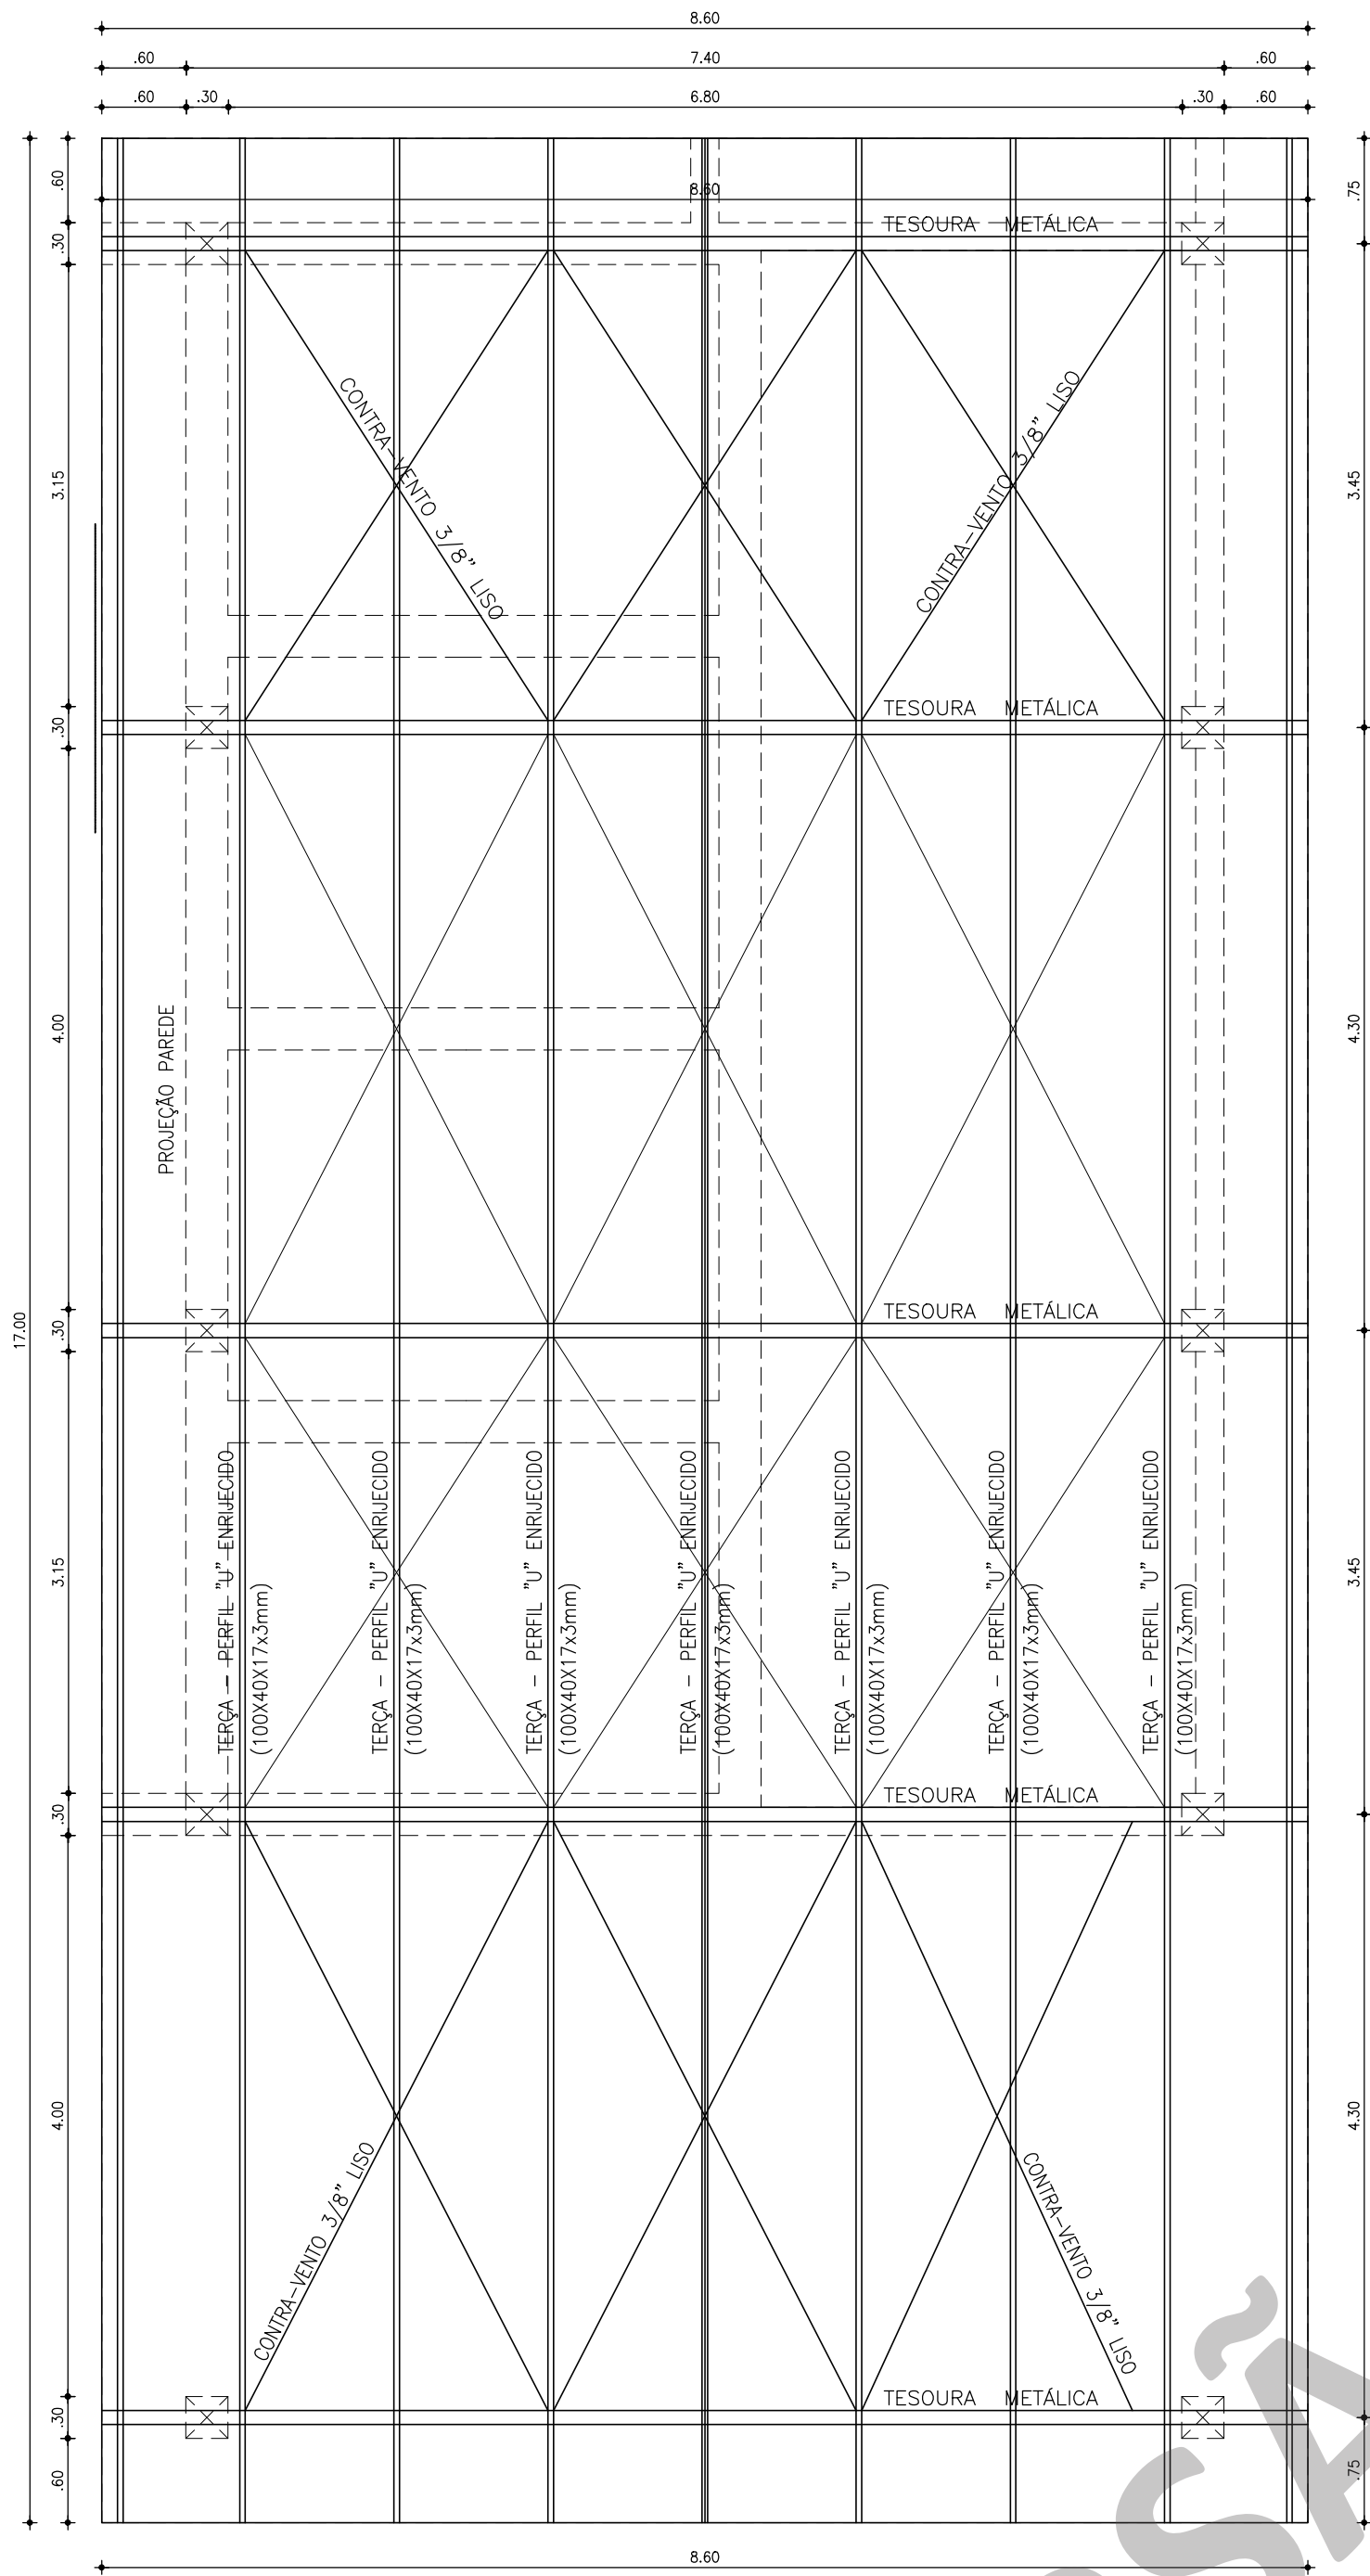 8.60
.60 7.40 .60
.60 .30 6.80 .30 .60
.60
.75
8.60
TESOURA METÁLICA
.30
CONTRA-VENTO 3/8" LISO
CONTRA-VENTO 3/8" LISO
3.15
3.45
TESOURA METÁLICA
.30
PROJEÇÃO PAREDE
4.00
4.30
TESOURA METÁLICA
.30
17.00
TERÇA - PERFIL "U" ENRIJECIDO
(100X40X17x3mm)
TERÇA - PERFIL "U" ENRIJECIDO
(100X40X17x3mm)
TERÇA - PERFIL "U" ENRIJECIDO
(100X40X17x3mm)
TERÇA - PERFIL "U" ENRIJECIDO
(100X40X17x3mm)
TERÇA - PERFIL "U" ENRIJECIDO
(100X40X17x3mm)
TERÇA - PERFIL "U" ENRIJECIDO
(100X40X17x3mm)
TERÇA - PERFIL "U" ENRIJECIDO
(100X40X17x3mm)
3.15
3.45
TESOURA METÁLICA
.30
4.00
4.30
CONTRA-VENTO 3/8" LISO
CONTRA-VENTO 3/8" LISO
TESOURA METÁLICA
.30
.60
.75
8.60
SÃ